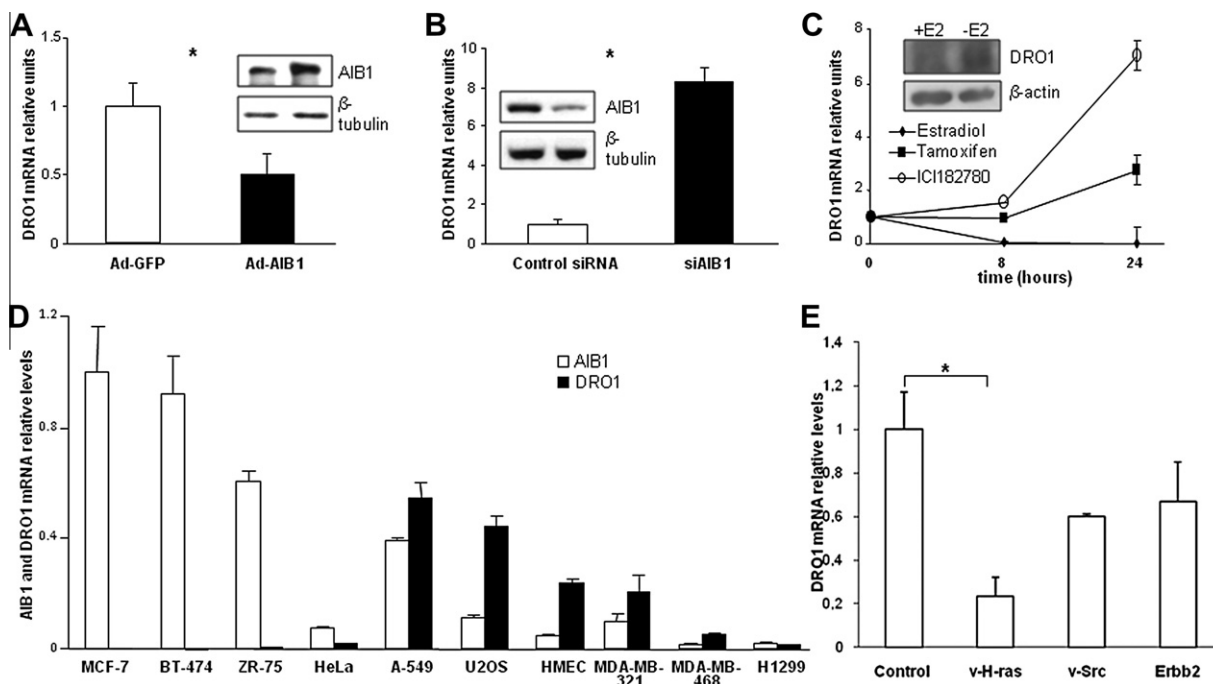 A
DRO1 mRNA relative units
1.5
1
0.5
0
*
AIB1
β-
tubulin
Ad-GFP
Ad-AIB1
B
DRO1 mRNA relative units
10
8
6
4
2
0
*
AIB1
β-
tubulin
Control siRNA
siAIB1
C
DRO1 mRNA relative units
8
6
4
2
0
+E2
-E2
DRO1
β-actin
Estradiol
Tamoxifen
ICI182780
0
8
24
time (hours)
D
AIB1 and DRO1 mRNA relative levels
1.2
0.8
0.4
0
AIB1
DRO1
MCF-7
BT-474
ZR-75
HeLa
A-549
U2OS
HMEC
MDA-MB-
321
MDA-MB-
468
H1299
E
DRO1 mRNA relative levels
1,4
1,2
1
0,8
0,6
0,4
0,2
0
*
Control
v-H-ras
v-Src
Erbb2